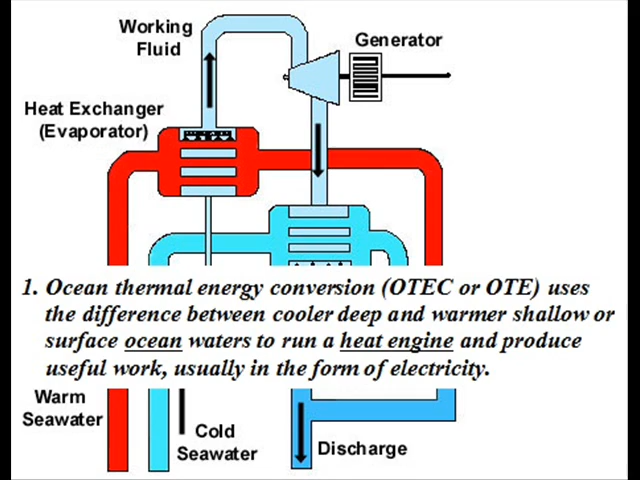 Working
Fluid
Generator
Heat Exchanger
(Evaporator)
1. Ocean thermal energy conversion (OTEC or OTE) uses
the difference between cooler deep and warmer shallow or
surface ocean waters to run a heat engine and produce
useful work, usually in the form of electricity.
Warm
Seawater
Cold
Seawater
Discharge